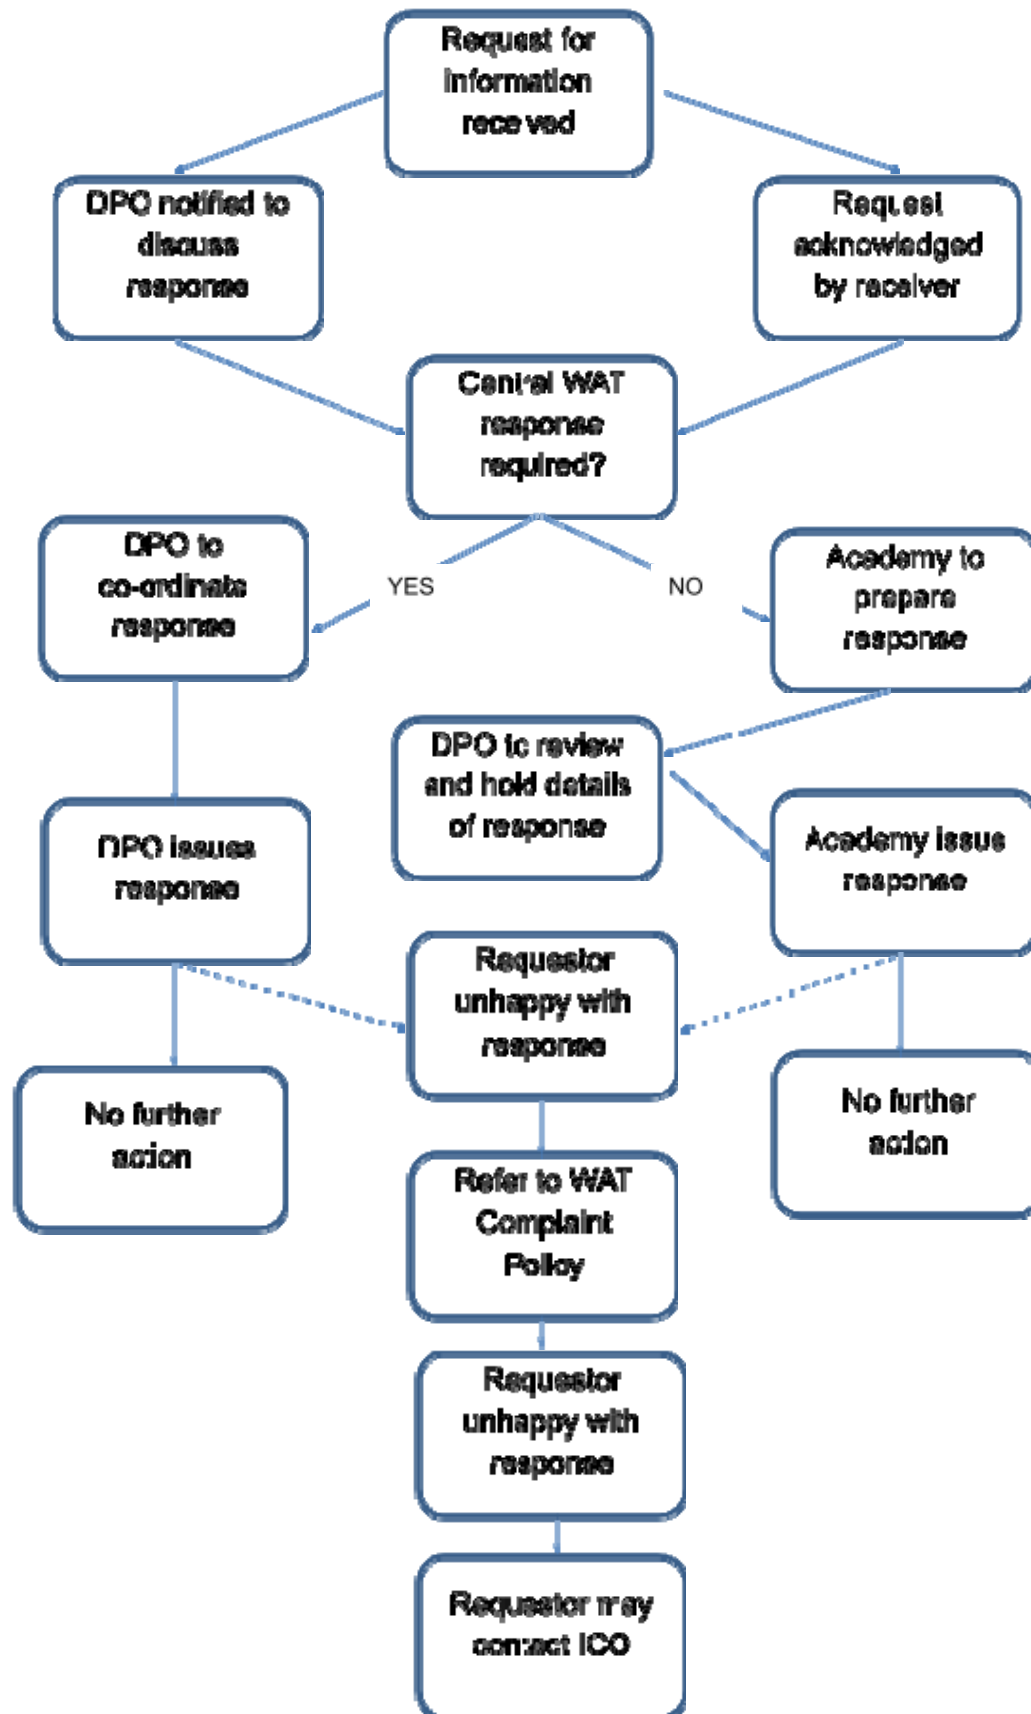 Request for
information
received
DPO notified to
discuss
response
Request
acknowledged
by receiver
Central WAT
response
required?
DPO to
co-ordinate
response
YES
NO
Academy to
prepare
response
DPO to review
and hold details
of response
DPO issues
response
Academy issue
response
Requestor
unhappy with
response
No further
action
No further
action
Refer to WAT
Complaint
Policy
Requestor
unhappy with
response
Requestor may
contact ICO